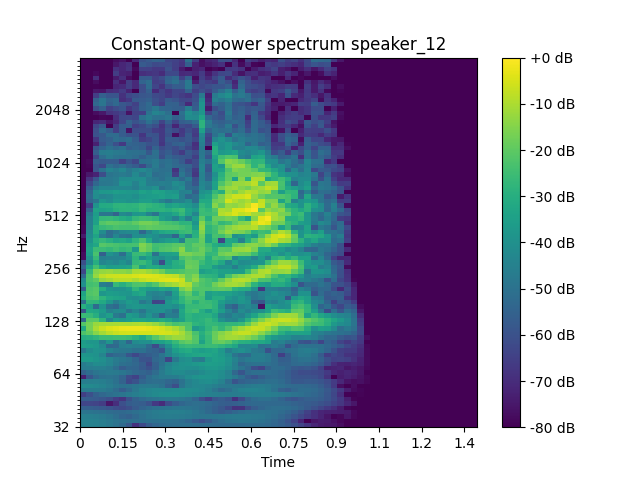 Constant-Q power spectrum speaker_12
2048
1024
512
256
128
64
32
Hz
0 0.15 0.3 0.45 0.6 0.75 0.9 1.1 1.2 1.4
Time
+0 dB
-10 dB
-20 dB
-30 dB
-40 dB
-50 dB
-60 dB
-70 dB
-80 dB